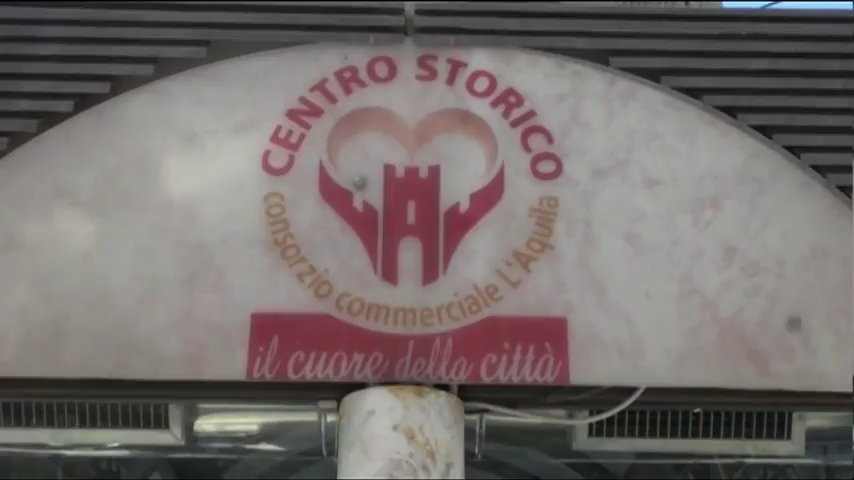 CENTRO STORICO
consorzio commerciale L'Aquila
il cuore della città